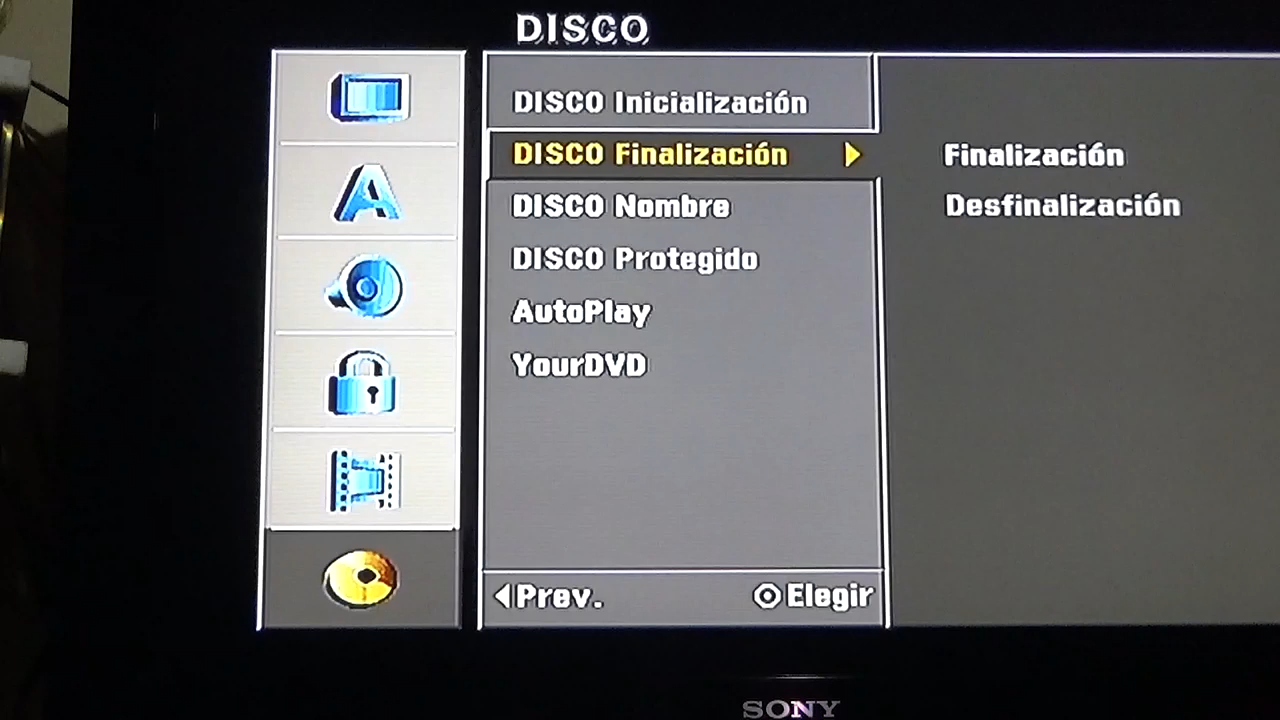 DISCO
DISCO Inicialización
DISCO Finalización
Finalización
DISCO Nombre
Desfinalización
DISCO Protegido
AutoPlay
YourDVD
Prev.
Elegir
SONY